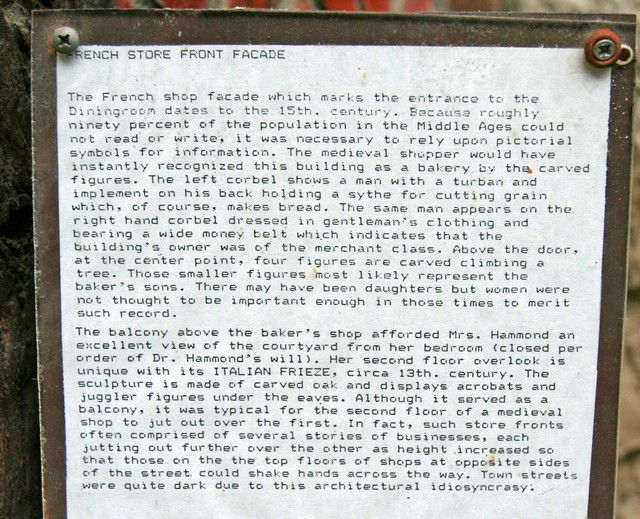 FRENCH STORE FRONT FACADE
The French shop facade which marks the entrance to the
Diningroom dates to the 15th. century. Because roughly
ninety percent of the population in the Middle Ages could
not read or write, it was necessary to rely upon pictorial
symbols for information. The medieval shopper would have
instantly recognized this building as a bakery by the carved
figures. The left corbel shows a man with a turban and
implement on his back holding a sythe for cutting grain
which, of course, makes bread. The same man appears on the
right hand corbel dressed in gentleman's clothing and
bearing a wide money belt which indicates that the
building's owner was of the merchant class. Above the door,
at the center point, four figures are carved climbing a
tree. Those smaller figures most likely represent the
baker's sons. There may have been daughters but women were
not thought to be important enough in those times to merit
such record.
The balcony above the baker's shop afforded Mrs. Hammond an
excellent view of the courtyard from her bedroom (closed per
order of Dr. Hammond's will). Her second floor overlook is
unique with its ITALIAN FRIEZE, circa 13th. century. The
sculpture is made of carved oak and displays acrobats and
juggler figures under the eaves. Although it served as a
balcony, it was typical for the second floor of a medieval
shop to jut out over the first. In fact, such store fronts
often comprised of several stories of businesses, each
jutting out further over the other as height increased so
that those on the the top floors of shops at opposite sides
of the street could shake hands across the way. Town streets
were quite dark due to this architectural idiosyncrasy.